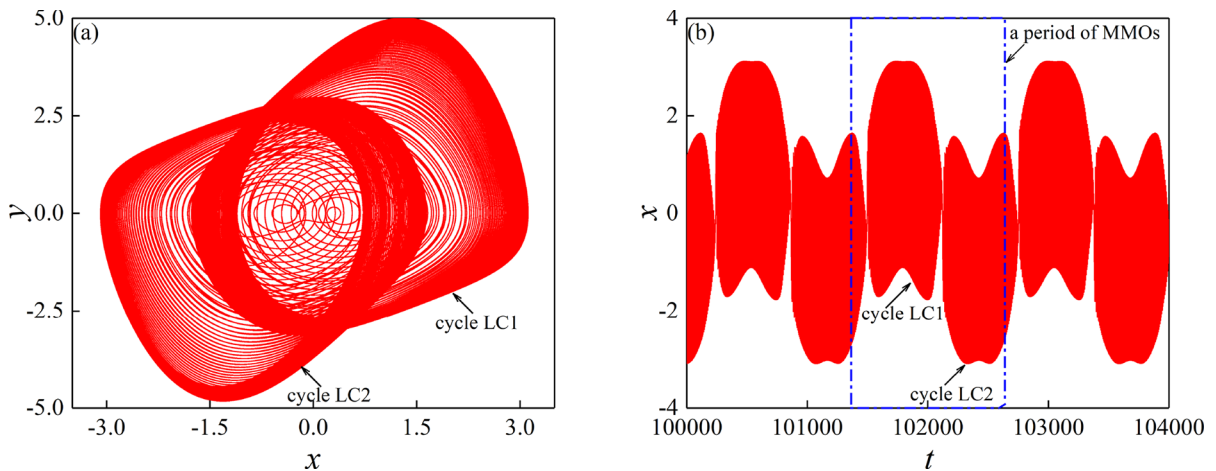 (a)
5.0
2.5
0.0
-2.5
-5.0
y
-3.0
-1.5
0.0
1.5
3.0
x
cycle LC1
cycle LC2
(b)
4
2
0
-2
-4
x
100000
101000
102000
103000
104000
t
a period of MMOs
cycle LC1
cycle LC2